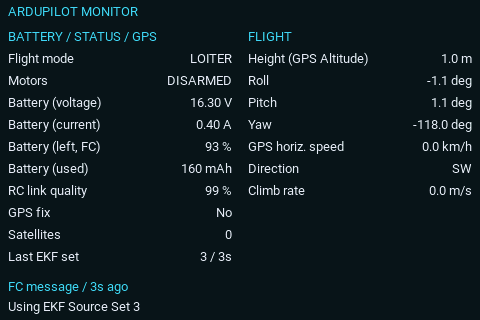 ARDUPILOT MONITOR
BATTERY / STATUS / GPS
Flight mode LOITER
Motors DISARMED
Battery (voltage) 16.30 V
Battery (current) 0.40 A
Battery (left, FC) 93 %
Battery (used) 160 mAh
RC link quality 99 %
GPS fix No
Satellites 0
Last EKF set 3 / 3s
FLIGHT
Height (GPS Altitude) 1.0 m
Roll -1.1 deg
Pitch 1.1 deg
Yaw -118.0 deg
GPS horiz. speed 0.0 km/h
Direction SW
Climb rate 0.0 m/s
FC message / 3s ago
Using EKF Source Set 3